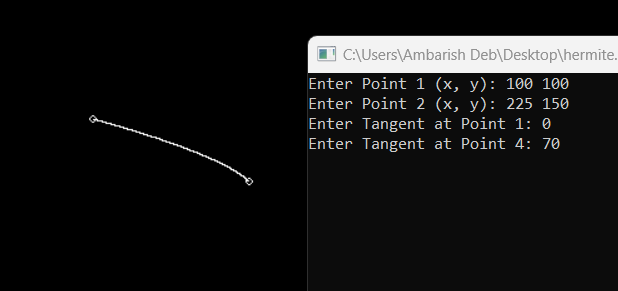 C:\Users\Ambarish Deb\Desktop\hermite.
Enter Point 1 (x, y): 100 100
Enter Point 2 (x, y): 225 150
Enter Tangent at Point 1: 0
Enter Tangent at Point 4: 70